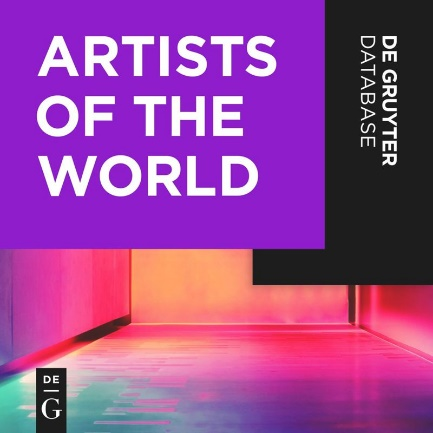 ARTISTS
OF THE
WORLD
DE GRUYTER
DATABASE
DE
G